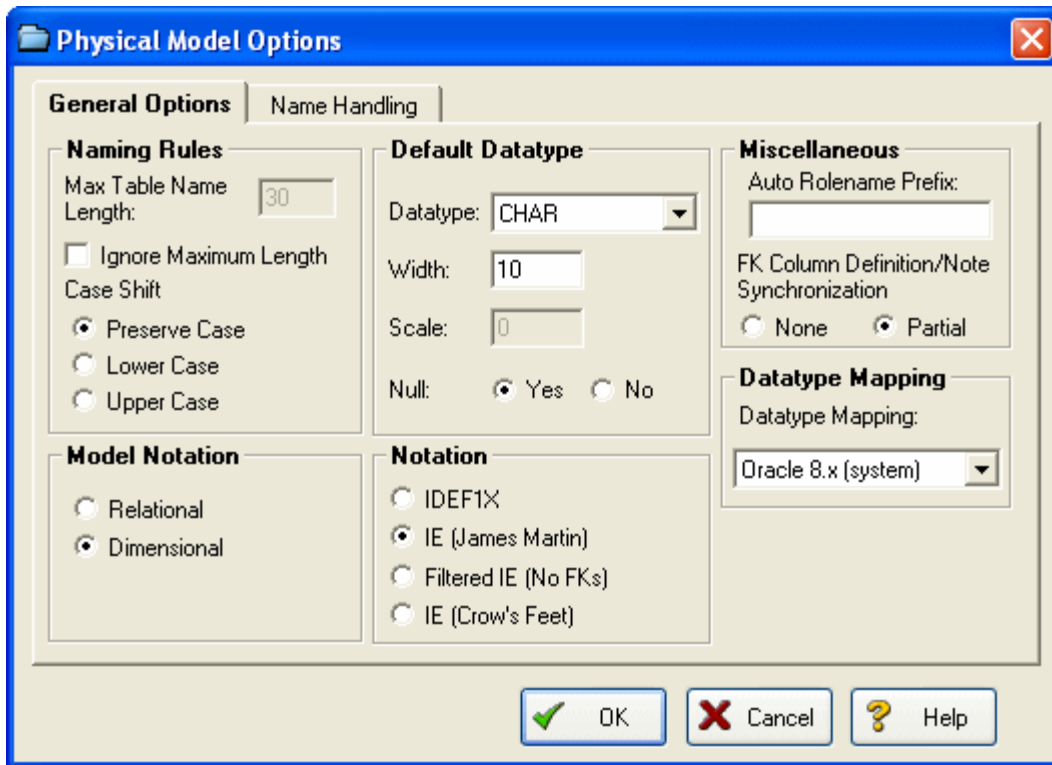 Physical Model Options
General Options
Name Handling
Naming Rules
Max Table Name
Length:
30
Ignore Maximum Length
Case Shift
Preserve Case
Lower Case
Upper Case
Default Datatype
Datatype: CHAR
Width: 10
Scale: 0
Null: Yes No
Miscellaneous
Auto Rolename Prefix:
FK Column Definition/Note
Synchronization
None Partial
Datatype Mapping
Datatype Mapping:
Oracle 8.x (system)
Model Notation
Relational
Dimensional
Notation
IDEF1X
IE (James Martin)
Filtered IE (No FKs)
IE (Crow's Feet)
OK
Cancel
Help